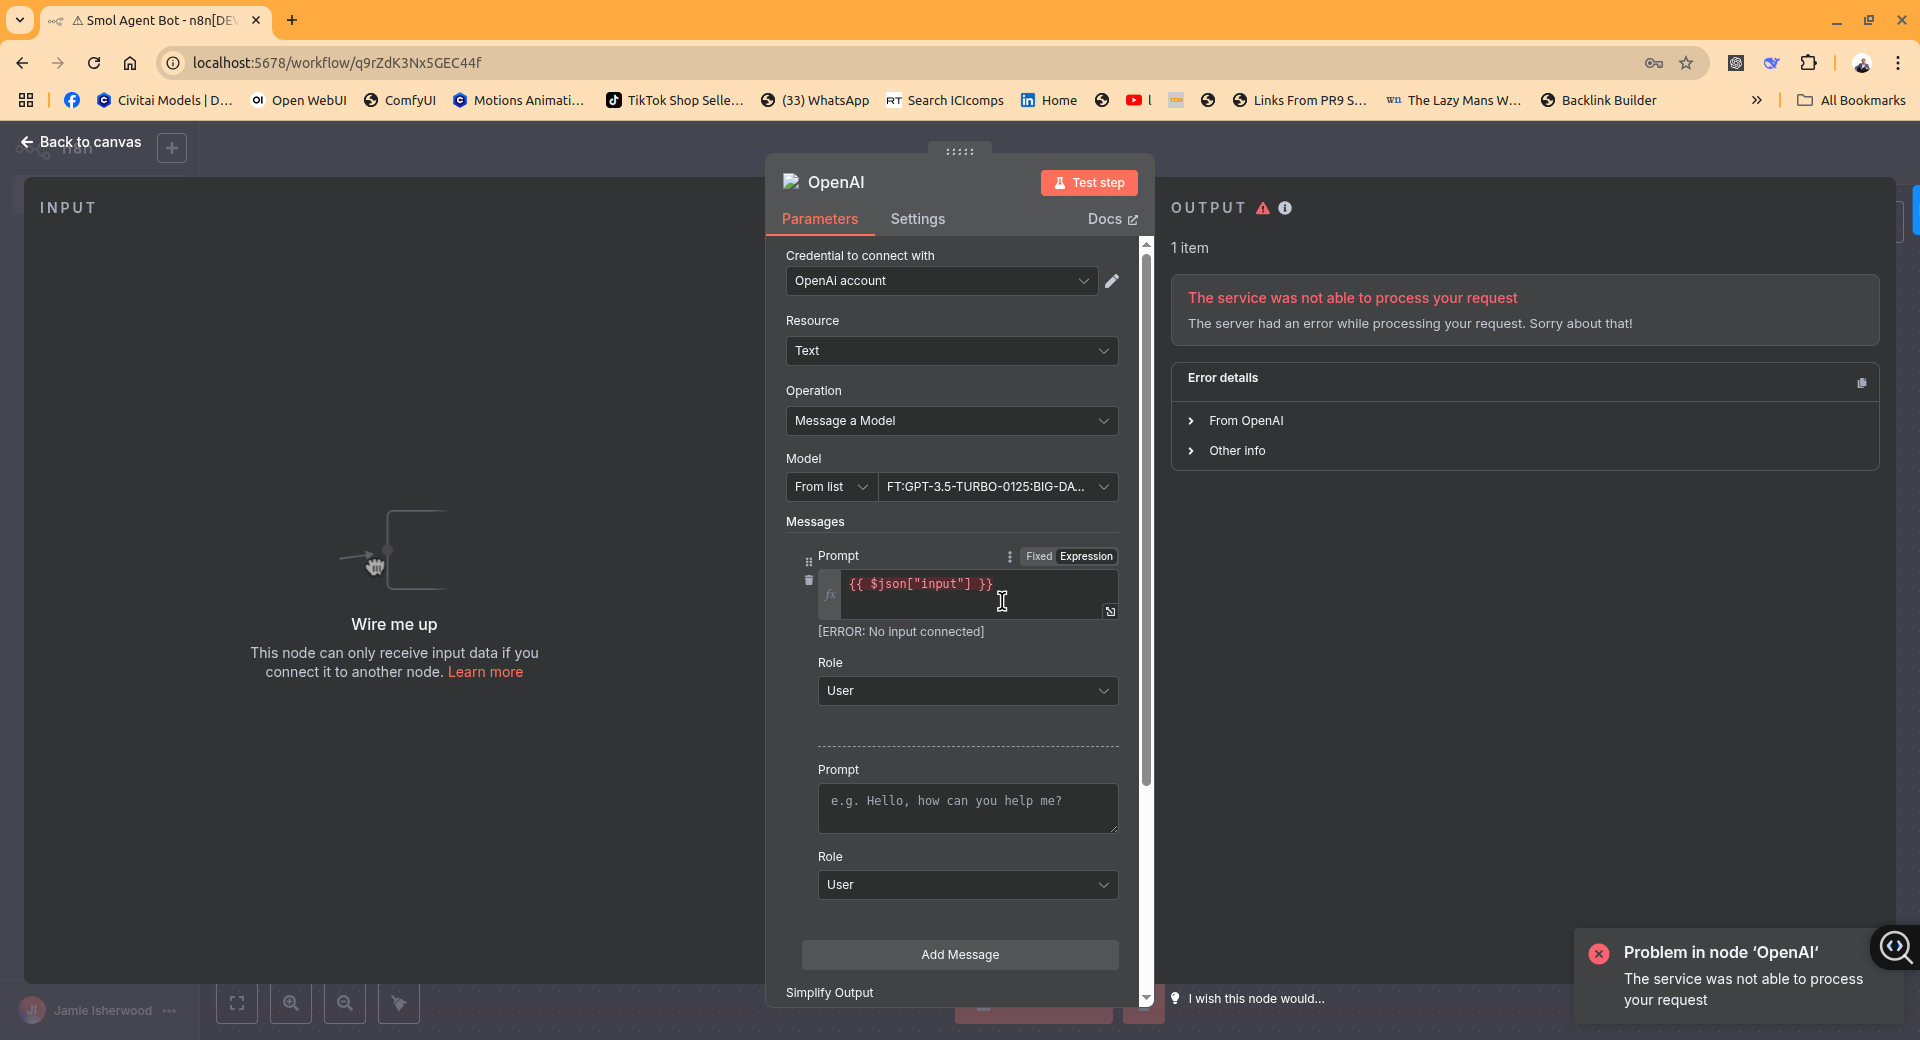 ⚠ Smol Agent Bot - n8n[DEV
localhost:5678/workflow/q9rZdK3Nx5GEC44f
Civitai Models | D...
Open WebUI
ComfyUI
Motions Animati...
TikTok Shop Selle...
(33) WhatsApp
RT Search ICIcomps
Home
l
wn The Lazy Mans W...
Links From PR9 S...
Backlink Builder
All Bookmarks
Back to canvas
INPUT
Wire me up
This node can only receive input data if you
connect it to another node. Learn more
OpenAI
Test step
Parameters
Settings
Docs
Credential to connect with
OpenAi account
Resource
Text
Operation
Message a Model
Model
From list
FT:GPT-3.5-TURBO-0125:BIG-DA...
Messages
Prompt
Fixed
Expression
fx
{{ $json["input"] }}
[ERROR: No input connected]
Role
User
Prompt
e.g. Hello, how can you help me?
Role
User
Add Message
Simplify Output
OUTPUT
1 item
The service was not able to process your request
The server had an error while processing your request. Sorry about that!
Error details
From OpenAI
Other info
I wish this node would...
Problem in node ‘OpenAI‘
The service was not able to process
your request
JI
Jamie Isherwood